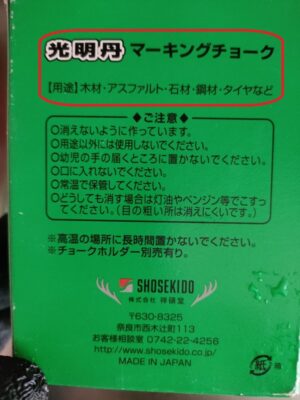 光明丹 マーキングチョーク
【用途】木材・アスファルト・石材・鋼材・タイヤなど
◆ご注意◆
○消えないように作っています。
○用途以外には使用しないでください。
○幼児の手の届くところに置かないでください。
○口に入れないでください。
○常温で保管してください。
○どうしても消す場合は灯油やベンジン等でこすっ
てください。(目の粗い所は消えにくいです。)
※高温の場所に長時間置かないでください。
※チョークホルダー別売有り。
SHOSEKIDO
株式会社 祥碩堂
〒630-8325
奈良市西木辻町113
お客様相談室 0742-22-4256
http://www.shosekido.co.jp/
MADE IN JAPAN
紙 箱